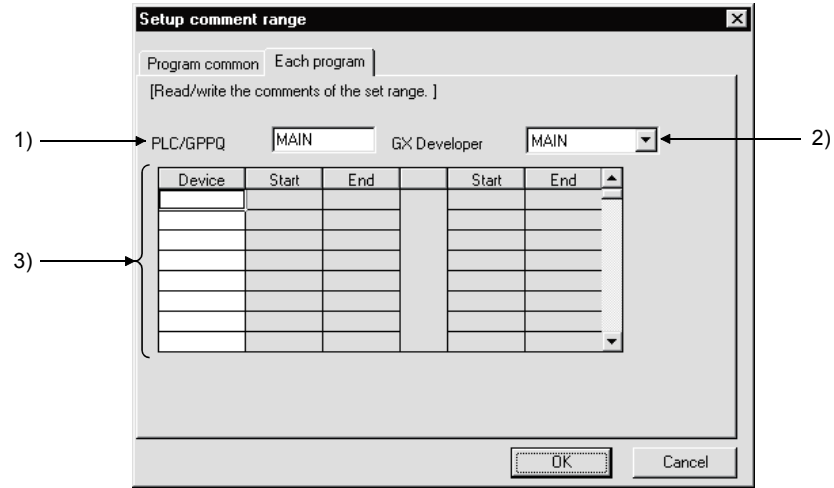 Setup comment range
Program common Each program
[Read/write the comments of the set range. ]
1) PLC/GPPQ MAIN GX Developer MAIN 2)
Device Start End Start End
3)
OK Cancel